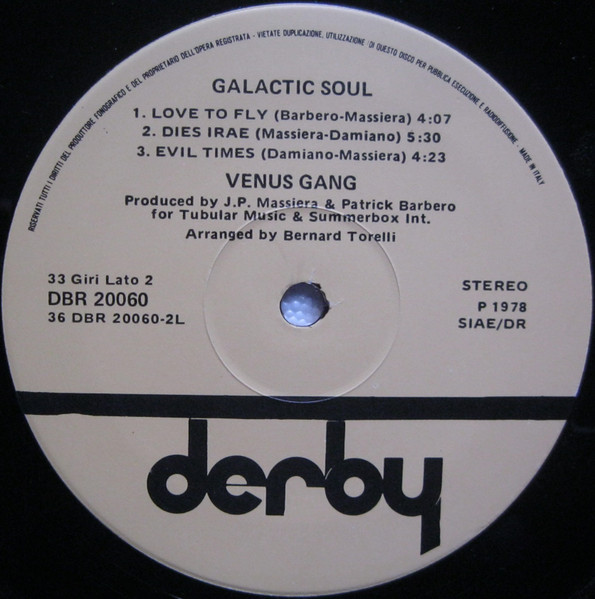 RISERVATI TUTTI I DIRITTI DEL PRODUTTORE FONOGRAFICO E DEL PROPRIETARIO DELL'OPERA REGISTRATA - VIETATE DUPLICAZIONE, UTILIZZAZIONE DI QUESTO DISCO PER PUBBLICA ESECUZIONE E RADIODIFFUSIONE. MADE IN ITALY
GALACTIC SOUL
1. LOVE TO FLY (Barbero-Massiera) 4:07
2. DIES IRAE (Massiera-Damiano) 5:30
3. EVIL TIMES (Damiano-Massiera) 4:23
VENUS GANG
Produced by J.P. Massiera & Patrick Barbero
for Tubular Music & Summerbox Int.
Arranged by Bernard Torelli
33 Giri Lato 2
DBR 20060
36 DBR 20060-2L
STEREO
P 1978
SIAE/DR
derby